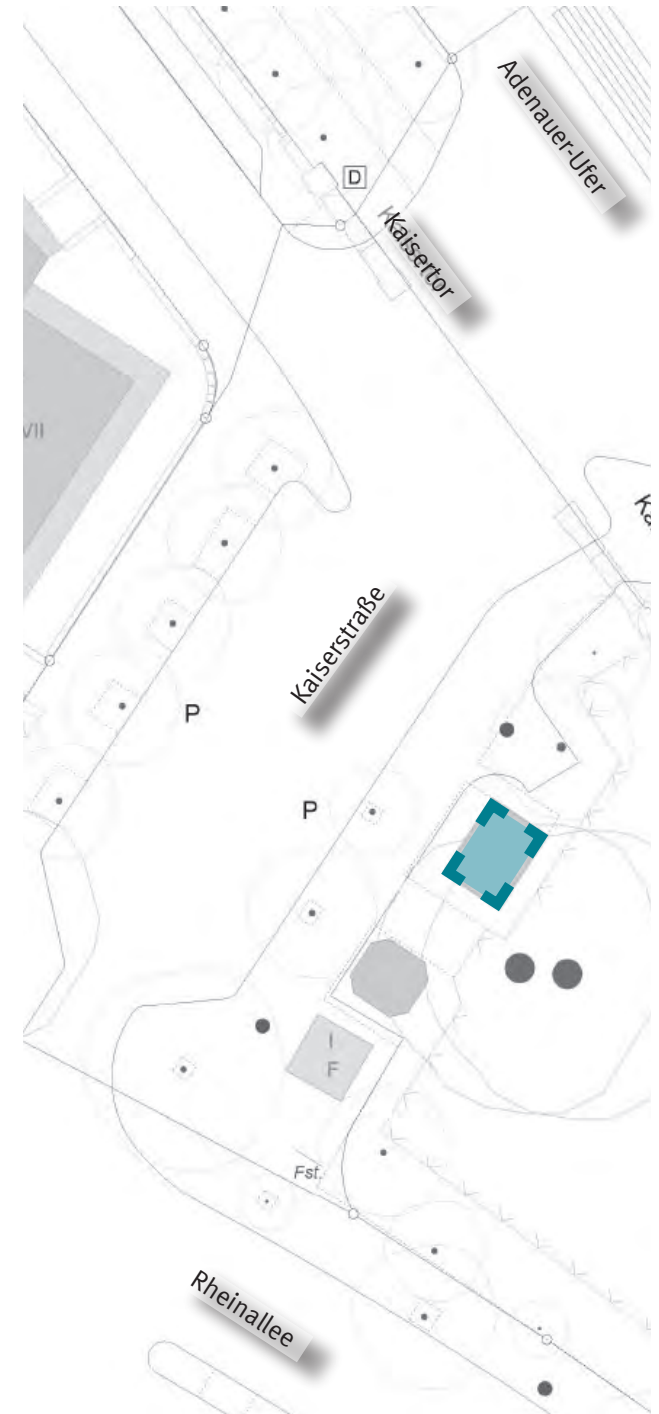 Adenauer-Ufer
D
Kaisertor
VII
Kaiserstraße
P
P
I
F
Fst.
Rheinallee